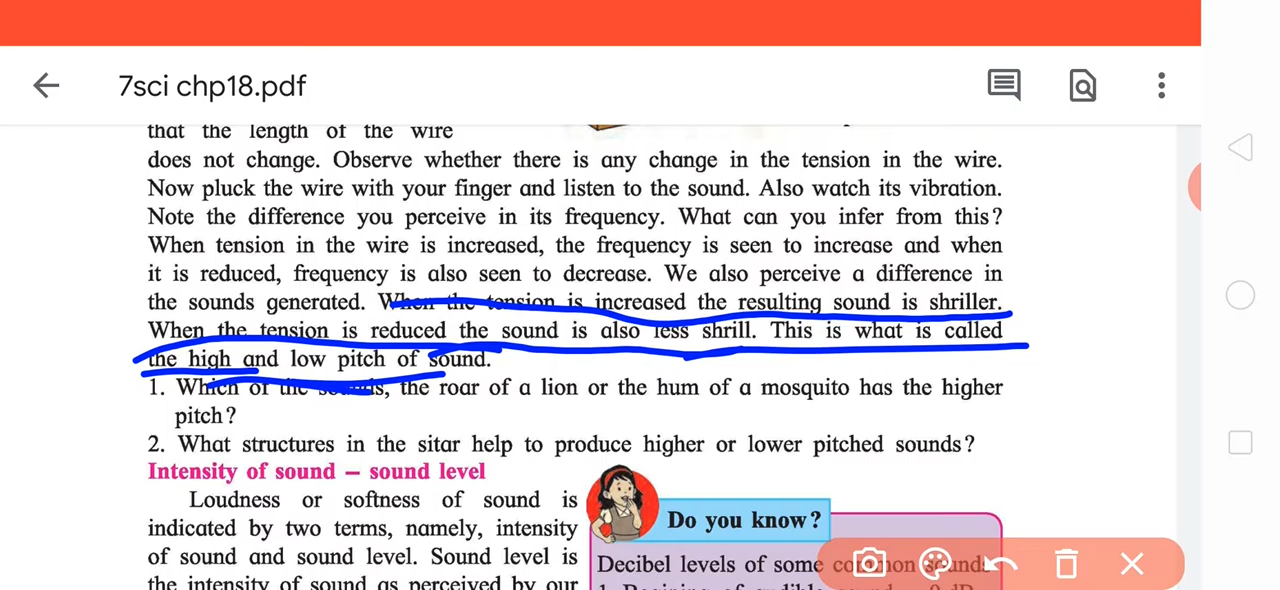 7sci chp18.pdf
that the length of the wire
does not change. Observe whether there is any change in the tension in the wire.
Now pluck the wire with your finger and listen to the sound. Also watch its vibration.
Note the difference you perceive in its frequency. What can you infer from this?
When tension in the wire is increased, the frequency is seen to increase and when
it is reduced, frequency is also seen to decrease. We also perceive a difference in
the sounds generated. When the tension is increased the resulting sound is shriller.
When the tension is reduced the sound is also less shrill. This is what is called
the high and low pitch of sound.
1. Which of the sounds, the roar of a lion or the hum of a mosquito has the higher
pitch?
2. What structures in the sitar help to produce higher or lower pitched sounds?
Intensity of sound – sound level
Loudness or softness of sound is
indicated by two terms, namely, intensity
of sound and sound level. Sound level is
the intensity of sound as perceived by our
Do you know?
Decibel levels of some common sounds